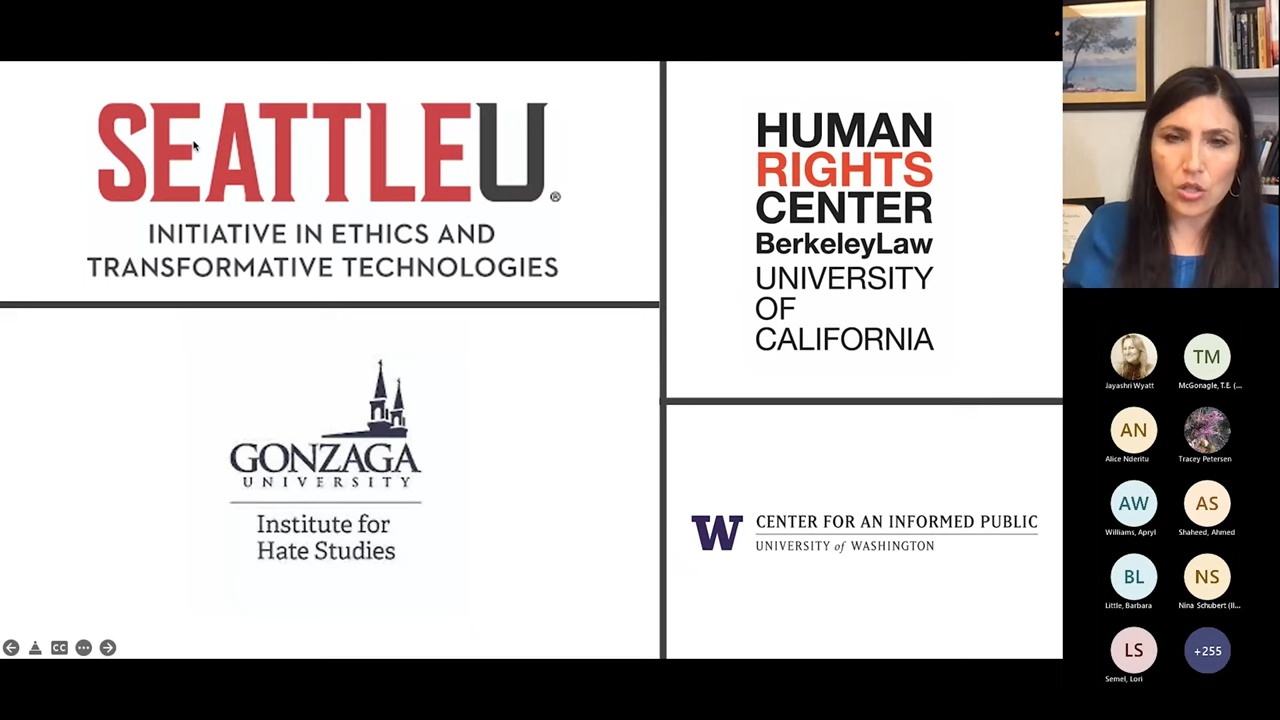 SEATTLEU®
INITIATIVE IN ETHICS AND
TRANSFORMATIVE TECHNOLOGIES
HUMAN
RIGHTS
CENTER
BerkeleyLaw
UNIVERSITY
OF
CALIFORNIA
GONZAGA
UNIVERSITY
Institute for
Hate Studies
W
CENTER FOR AN INFORMED PUBLIC
UNIVERSITY of WASHINGTON
CC
Jayashri Wyatt
TM
McGonagle, T.E. (...
AN
Alice Nderitu
Tracey Petersen
AW
Williams, Apryl
AS
Shaheed, Ahmed
BL
Little, Barbara
NS
Nina Schubert (II...
LS
Semel, Lori
+255